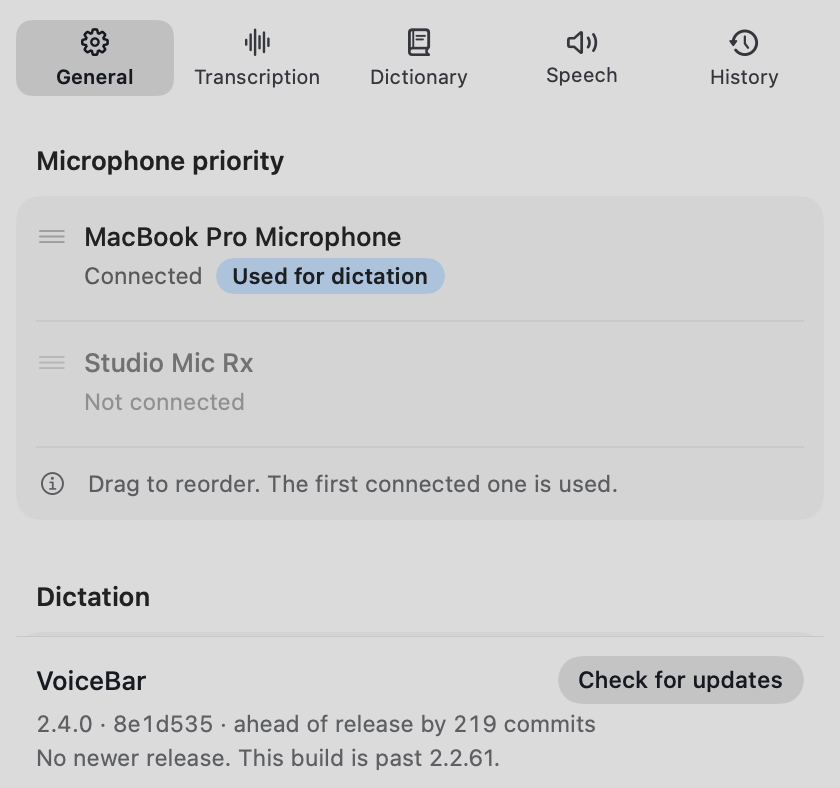 General
Transcription
Dictionary
Speech
History
Microphone priority
MacBook Pro Microphone
Connected
Used for dictation
Studio Mic Rx
Not connected
Drag to reorder. The first connected one is used.
Dictation
VoiceBar
Check for updates
2.4.0 · 8e1d535 · ahead of release by 219 commits
No newer release. This build is past 2.2.61.